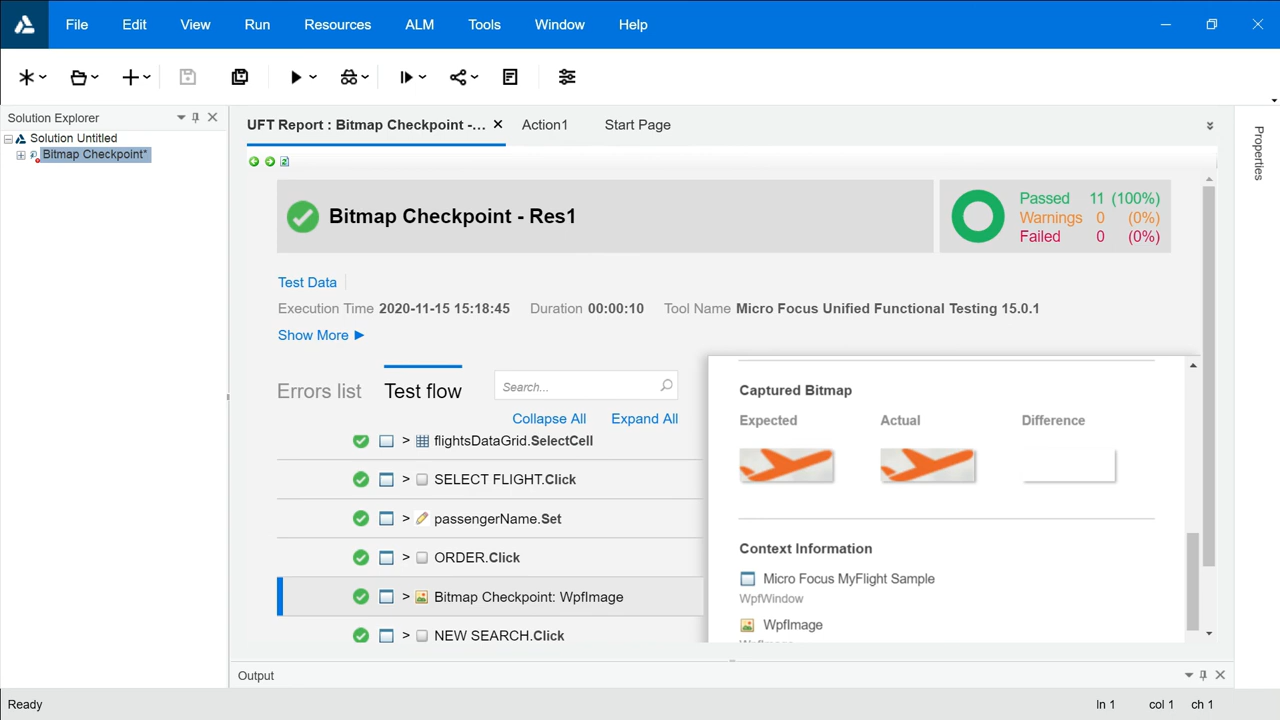 File Edit View Run Resources ALM Tools Window Help
Solution Explorer
Solution Untitled
Bitmap Checkpoint*
UFT Report : Bitmap Checkpoint -... Action1 Start Page
Properties
Bitmap Checkpoint - Res1
Passed 11 (100%)
Warnings 0 (0%)
Failed 0 (0%)
Test Data
Execution Time 2020-11-15 15:18:45 Duration 00:00:10 Tool Name Micro Focus Unified Functional Testing 15.0.1
Show More
Errors list Test flow Search...
Collapse All Expand All
> flightsDataGrid.SelectCell
> SELECT FLIGHT.Click
> passengerName.Set
> ORDER.Click
> Bitmap Checkpoint: WpfImage
> NEW SEARCH.Click
Captured Bitmap
Expected Actual Difference
Context Information
Micro Focus MyFlight Sample
WpfWindow
WpfImage
Output
Ready ln 1 col 1 ch 1